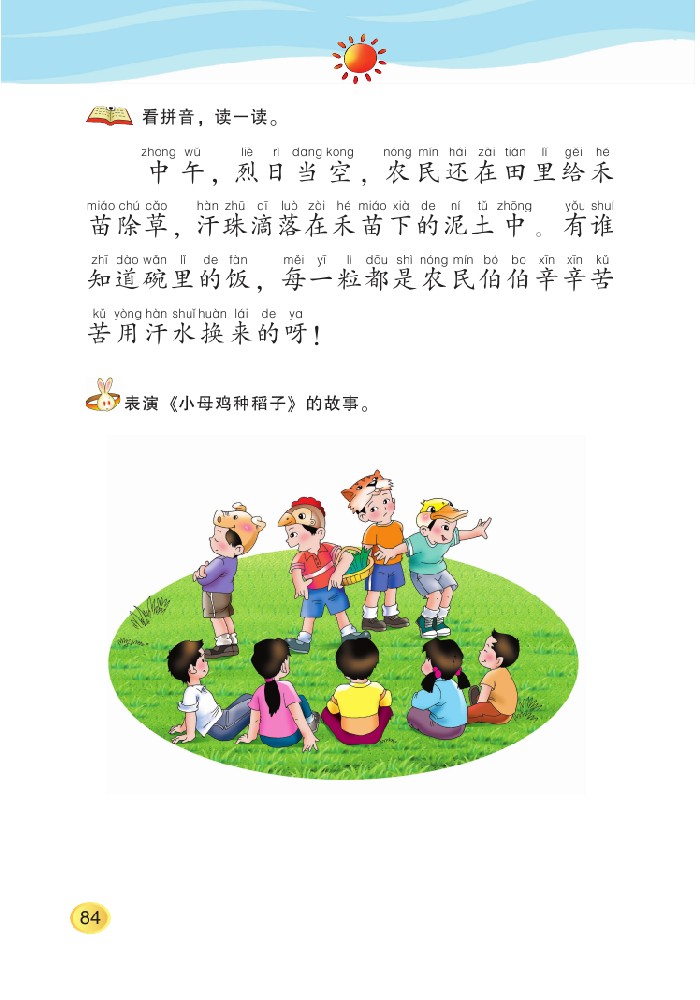 看拼音，读一读。
zhōng wǔ liè rì dāng kōng nóng mín hái zài tián lǐ gěi hé
中午，烈日当空，农民还在田里给禾
miáo chú cǎo hàn zhū dī luò zài hé miáo xià de ní tǔ zhōng yǒu shuí
苗除草，汗珠滴落在禾苗下的泥土中。有谁
zhī dào wǎn lǐ de fàn měi yī lì dōu shì nóng mín bó bo xīn xīn kǔ
知道碗里的饭，每一粒都是农民伯伯辛辛苦
kǔ yòng hàn shuǐ huàn lái de ya
苦用汗水换来的呀！
表演《小母鸡种稻子》的故事。
84